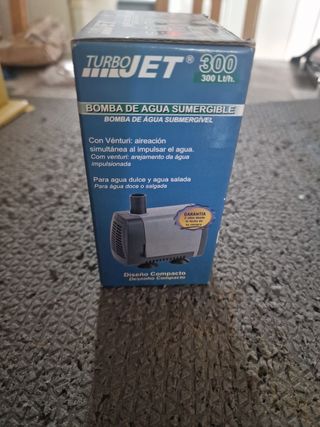 TURBO JET® 300
300 Lt/h.
BOMBA DE AGUA SUMERGIBLE
BOMBA DE ÁGUA SUBMERGÍVEL
Con Vénturi: aireación
simultánea al impulsar el agua.
Com venturi: arejamento da água
impulsionada
Para agua dulce y agua salada
Para água doce o salgada
GARANTIA
Diseño Compacto
Desenho Compacto